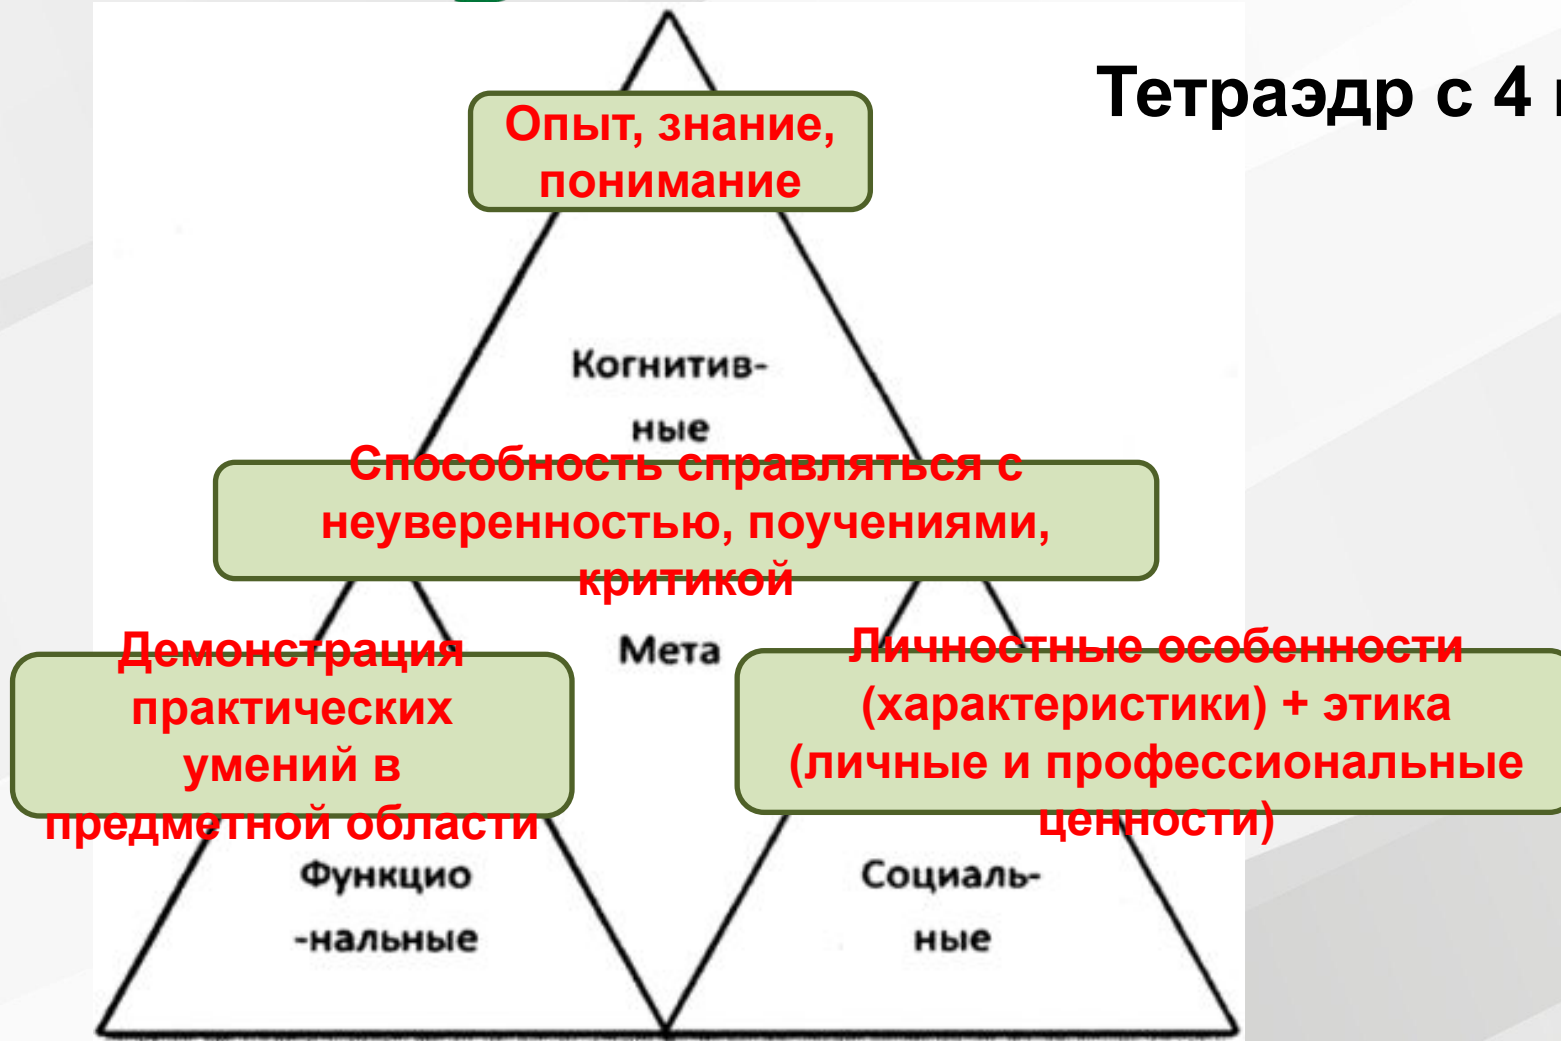 Тетраэдр с 4
Опыт, знание,
понимание
Когнитив-
ные
Способность справляться с
неуверенностью, поучениями,
критикой
Мета
Демонстрация
практических
умений в
предметной области
Личностные особенности
(характеристики) + этика
(личные и профессиональные
ценности)
Функцио
-нальные
Социаль-
ные